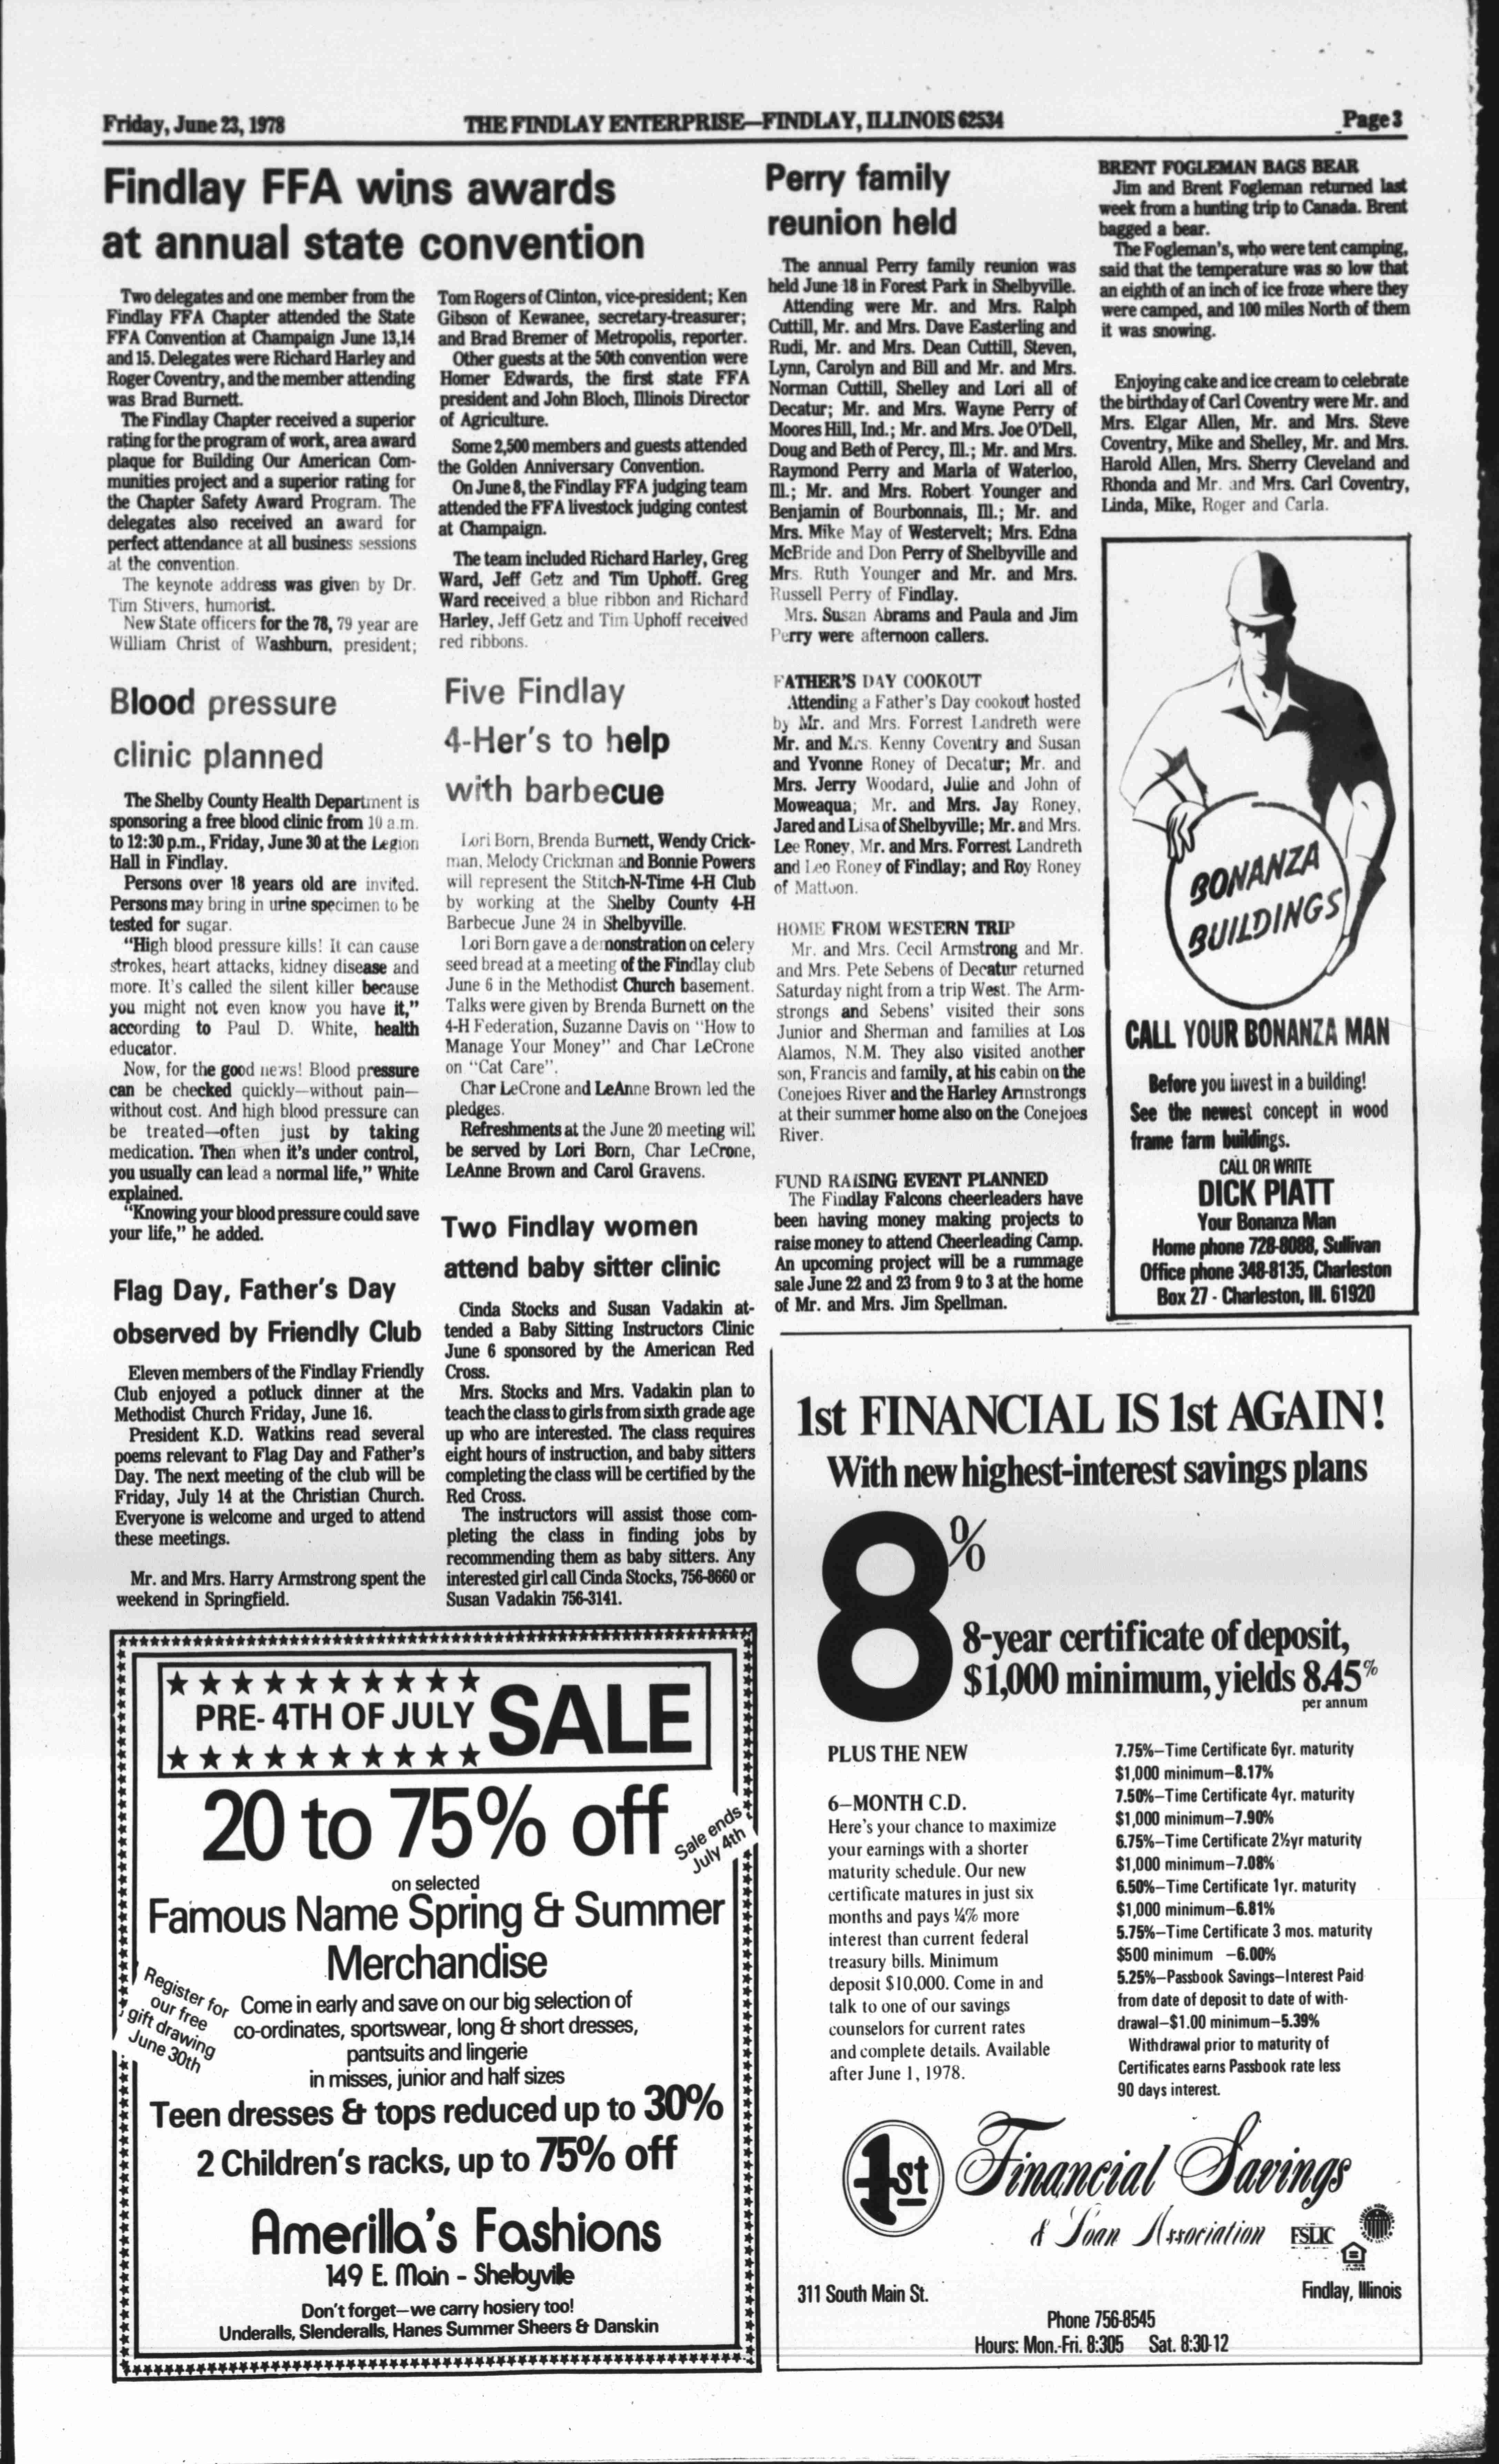 Friday, June 23, 1978
THE FINDLAY ENTERPRISE—FINDLAY, ILLINOIS 62534
Page 3
Findlay FFA wins awards
at annual state convention
Two delegates and one member from the
Findlay FFA Chapter attended the State
FFA Convention at Champaign June 13,14
and 15. Delegates were Richard Harley and
Roger Coventry, and the member attending
was Brad Burnett.
The Findlay Chapter received a superior
rating for the program of work, area award
plaque for Building Our American Com-
munities project and a superior rating for
the Chapter Safety Award Program. The
delegates also received an award for
perfect attendance at all business sessions
at the convention.
The keynote address was given by Dr.
Tim Stivers, humorist.
New State officers for the 78, 79 year are
William Christ of Washburn, president;
Tom Rogers of Clinton, vice-president; Ken
Gibson of Kewanee, secretary-treasurer;
and Brad Bremer of Metropolis, reporter.
Other guests at the 50th convention were
Homer Edwards, the first state FFA
president and John Bloch, Illinois Director
of Agriculture.
Some 2,500 members and guests attended
the Golden Anniversary Convention.
On June 8, the Findlay FFA judging team
attended the FFA livestock judging contest
at Champaign.
The team included Richard Harley, Greg
Ward, Jeff Getz and Tim Uphoff. Greg
Ward received a blue ribbon and Richard
Harley, Jeff Getz and Tim Uphoff received
red ribbons.
Blood pressure
clinic planned
The Shelby County Health Department is
sponsoring a free blood clinic from 10 a.m.
to 12:30 p.m., Friday, June 30 at the Legion
Hall in Findlay.
Persons over 18 years old are invited.
Persons may bring in urine specimen to be
tested for sugar.
"High blood pressure kills! It can cause
strokes, heart attacks, kidney disease and
more. It's called the silent killer because
you might not even know you have it,"
according to Paul D. White, health
educator.
Now, for the good news! Blood pressure
can be checked quickly—without pain—
without cost. And high blood pressure can
be treated—often just by taking
medication. Then when it's under control,
you usually can lead a normal life," White
explained.
"Knowing your blood pressure could save
your life," he added.
Flag Day, Father's Day
observed by Friendly Club
Eleven members of the Findlay Friendly
Club enjoyed a potluck dinner at the
Methodist Church Friday, June 16.
President K.D. Watkins read several
poems relevant to Flag Day and Father's
Day. The next meeting of the club will be
Friday, July 14 at the Christian Church.
Everyone is welcome and urged to attend
these meetings.
Mr. and Mrs. Harry Armstrong spent the
weekend in Springfield.
Five Findlay
4-Her's to help
with barbecue
Lori Born, Brenda Burnett, Wendy Crick-
man, Melody Crickman and Bonnie Powers
will represent the Stitch-N-Time 4-H Club
by working at the Shelby County 4-H
Barbecue June 24 in Shelbyville.
Lori Born gave a demonstration on celery
seed bread at a meeting of the Findlay club
June 6 in the Methodist Church basement.
Talks were given by Brenda Burnett on the
4-H Federation, Suzanne Davis on "How to
Manage Your Money" and Char LeCrone
on "Cat Care".
Char LeCrone and LeAnne Brown led the
pledges.
Refreshments at the June 20 meeting will
be served by Lori Born, Char LeCrone,
LeAnne Brown and Carol Gravens.
Two Findlay women
attend baby sitter clinic
Cinda Stocks and Susan Vadakin at-
tended a Baby Sitting Instructors Clinic
June 6 sponsored by the American Red
Cross.
Mrs. Stocks and Mrs. Vadakin plan to
teach the class to girls from sixth grade age
up who are interested. The class requires
eight hours of instruction, and baby sitters
completing the class will be certified by the
Red Cross.
The instructors will assist those com-
pleting the class in finding jobs by
recommending them as baby sitters. Any
interested girl call Cinda Stocks, 756-8660 or
Susan Vadakin 756-3141.
Perry family
reunion held
The annual Perry family reunion was
held June 18 in Forest Park in Shelbyville.
Attending were Mr. and Mrs. Ralph
Cuttill, Mr. and Mrs. Dave Easterling and
Rudi, Mr. and Mrs. Dean Cuttill, Steven,
Lynn, Carolyn and Bill and Mr. and Mrs.
Norman Cuttill, Shelley and Lori all of
Decatur; Mr. and Mrs. Wayne Perry of
Moores Hill, Ind.; Mr. and Mrs. Joe O'Dell,
Doug and Beth of Percy, Ill.; Mr. and Mrs.
Raymond Perry and Marla of Waterloo,
Ill.; Mr. and Mrs. Robert Younger and
Benjamin of Bourbonnais, Ill.; Mr. and
Mrs. Mike May of Westervelt; Mrs. Edna
McBride and Don Perry of Shelbyville and
Mrs. Ruth Younger and Mr. and Mrs.
Russell Perry of Findlay.
Mrs. Susan Abrams and Paula and Jim
Perry were afternoon callers.
FATHER'S DAY COOKOUT
Attending a Father's Day cookout hosted
by Mr. and Mrs. Forrest Landreth were
Mr. and Mrs. Kenny Coventry and Susan
and Yvonne Roney of Decatur; Mr. and
Mrs. Jerry Woodard, Julie and John of
Moweaqua; Mr. and Mrs. Jay Roney,
Jared and Lisa of Shelbyville; Mr. and Mrs.
Lee Roney, Mr. and Mrs. Forrest Landreth
and Leo Roney of Findlay; and Roy Roney
of Mattoon.
HOME FROM WESTERN TRIP
Mr. and Mrs. Cecil Armstrong and Mr.
and Mrs. Pete Sebens of Decatur returned
Saturday night from a trip West. The Arm-
strongs and Sebens' visited their sons
Junior and Sherman and families at Los
Alamos, N.M. They also visited another
son, Francis and family, at his cabin on the
Conejoes River and the Harley Armstrongs
at their summer home also on the Conejoes
River.
FUND RAISING EVENT PLANNED
The Findlay Falcons cheerleaders have
been having money making projects to
raise money to attend Cheerleading Camp.
An upcoming project will be a rummage
sale June 22 and 23 from 9 to 3 at the home
of Mr. and Mrs. Jim Spellman.
BRENT FOGLEMAN BAGS BEAR
Jim and Brent Fogleman returned last
week from a hunting trip to Canada. Brent
bagged a bear.
The Fogleman's, who were tent camping,
said that the temperature was so low that
an eighth of an inch of ice froze where they
were camped, and 100 miles North of them
it was snowing.
Enjoying cake and ice cream to celebrate
the birthday of Carl Coventry were Mr. and
Mrs. Elgar Allen, Mr. and Mrs. Steve
Coventry, Mike and Shelley, Mr. and Mrs.
Harold Allen, Mrs. Sherry Cleveland and
Rhonda and Mr. and Mrs. Carl Coventry,
Linda, Mike, Roger and Carla.
BONANZA
BUILDINGS
CALL YOUR BONANZA MAN
Before you invest in a building!
See the newest concept in wood
frame farm buildings.
CALL OR WRITE
DICK PIATT
Your Bonanza Man
Home phone 728-8088, Sullivan
Office phone 348-8135, Charleston
Box 27 - Charleston, Ill. 61920
PRE-4TH OF JULY SALE
20 to 75% off
Sale ends
July 4th
on selected
Famous Name Spring & Summer
Merchandise
Register for
our free
gift drawing
June 30th
Come in early and save on our big selection of
co-ordinates, sportswear, long & short dresses,
pantsuits and lingerie
in misses, junior and half sizes
Teen dresses & tops reduced up to 30%
2 Children's racks, up to 75% off
Amerilla's Fashions
149 E. Main - Shelbyville
Don't forget—we carry hosiery too!
Underalls, Slenderalls, Hanes Summer Sheers & Danskin
1st FINANCIAL IS 1st AGAIN!
With new highest-interest savings plans
8%
8-year certificate of deposit,
$1,000 minimum, yields 8.45%
per annum
PLUS THE NEW
6–MONTH C.D.
Here's your chance to maximize
your earnings with a shorter
maturity schedule. Our new
certificate matures in just six
months and pays ¼% more
interest than current federal
treasury bills. Minimum
deposit $10,000. Come in and
talk to one of our savings
counselors for current rates
and complete details. Available
after June 1, 1978.
7.75%–Time Certificate 6yr. maturity
$1,000 minimum–8.17%
7.50%–Time Certificate 4yr. maturity
$1,000 minimum–7.90%
6.75%–Time Certificate 2½yr maturity
$1,000 minimum–7.08%
6.50%–Time Certificate 1yr. maturity
$1,000 minimum–6.81%
5.75%–Time Certificate 3 mos. maturity
$500 minimum –6.00%
5.25%–Passbook Savings–Interest Paid
from date of deposit to date of with-
drawal–$1.00 minimum–5.39%
Withdrawal prior to maturity of
Certificates earns Passbook rate less
90 days interest.
1st Financial Savings
& Loan Association FSLIC
311 South Main St.
Findlay, Illinois
Phone 756-8545
Hours: Mon.-Fri. 8:305 Sat. 8:30-12